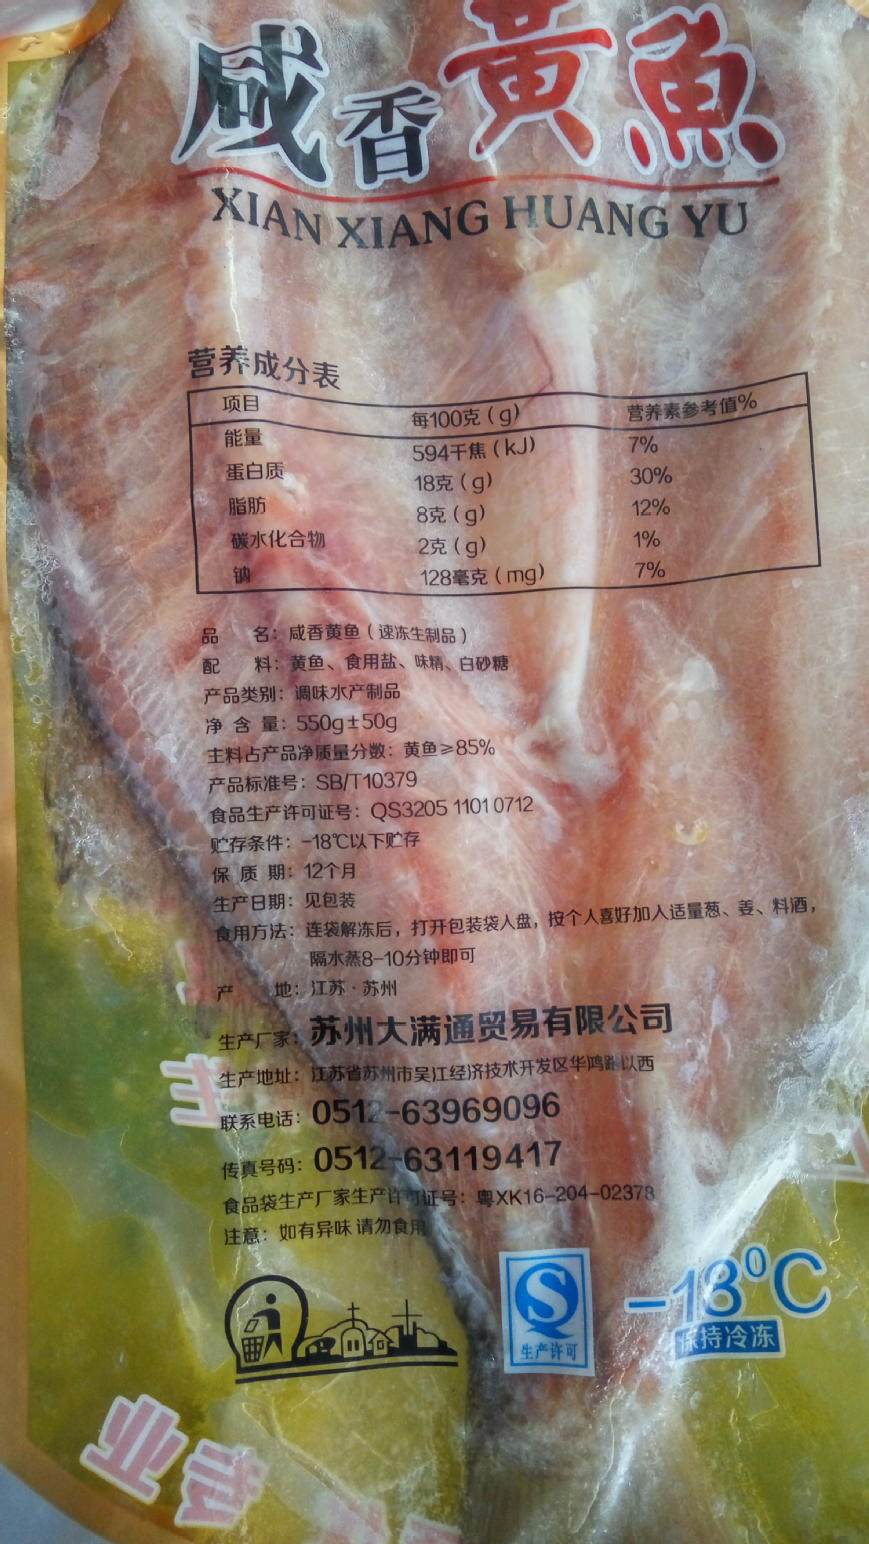 咸香黄魚
XIAN XIANG HUANG YU
营养成分表
项目 每100克(g) 营养素参考值%
能量 594千焦(kJ) 7%
蛋白质 18克(g) 30%
脂肪 8克(g) 12%
碳水化合物 2克(g) 1%
钠 128毫克(mg) 7%
品 名：咸香黄鱼(速冻生制品)
配 料：黄鱼、食用盐、味精、白砂糖
产品类别：调味水产制品
净 含 量：550g±50g
主料占产品净质量分数：黄鱼≥85%
产品标准号：SB/T10379
食品生产许可证号：QS3205 1101 0712
贮存条件：-18℃以下贮存
保 质 期：12个月
生产日期：见包装
食用方法：连袋解冻后，打开包装袋入盘，按个人喜好加入适量葱、姜、料酒，
隔水蒸8-10分钟即可
产 地：江苏·苏州
生产厂家：苏州大满通贸易有限公司
生产地址：江苏省苏州市吴江经济技术开发区华鸿路以西
联系电话：0512-63969096
传真号码：0512-63119417
食品袋生产厂家生产许可证号：粤XK16-204-02378
注意：如有异味 请勿食用
生产许可
-18⁰C
保持冷冻